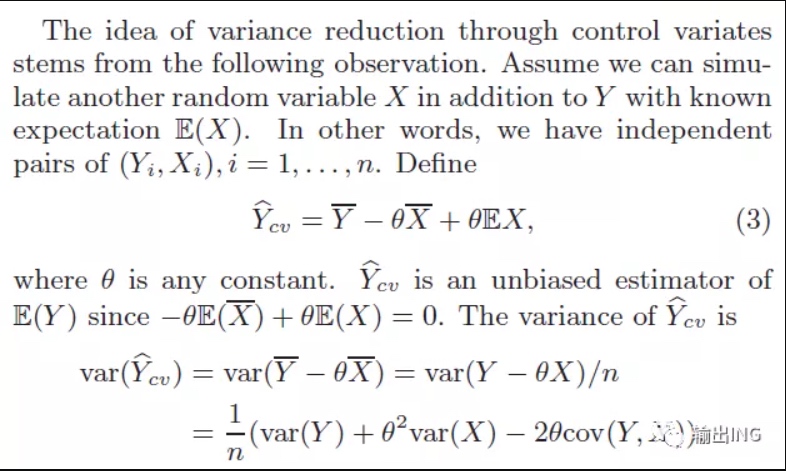 The idea of variance reduction through control variates
stems from the following observation. Assume we can simu-
late another random variable X in addition to Y with known
expectation 𝔼(X). In other words, we have independent
pairs of (Yᵢ, Xᵢ), i = 1, . . . , n. Define
Ŷ_cv = Y̅ − θX̅ + θ𝔼X, (3)
where θ is any constant. Ŷ_cv is an unbiased estimator of
𝔼(Y) since −θ𝔼(X̅) + θ𝔼(X) = 0. The variance of Ŷ_cv is
var(Ŷ_cv) = var(Y̅ − θX̅) = var(Y − θX)/n
= 1/n (var(Y) + θ²var(X) − 2θcov(Y,
输出ING